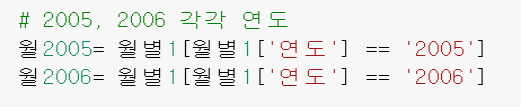 # 2005, 2006 각각 연도
월2005= 월별1[월별1['연도'] == '2005']
월2006= 월별1[월별1['연도'] == '2006']